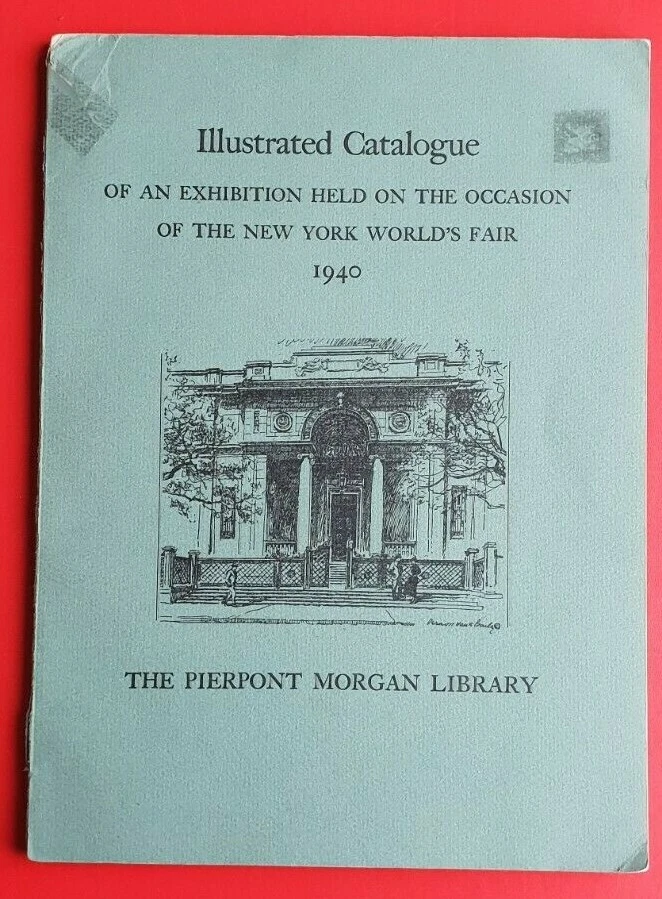 Illustrated Catalogue
OF AN EXHIBITION HELD ON THE OCCASION
OF THE NEW YORK WORLD'S FAIR
1940
THE PIERPONT MORGAN LIBRARY